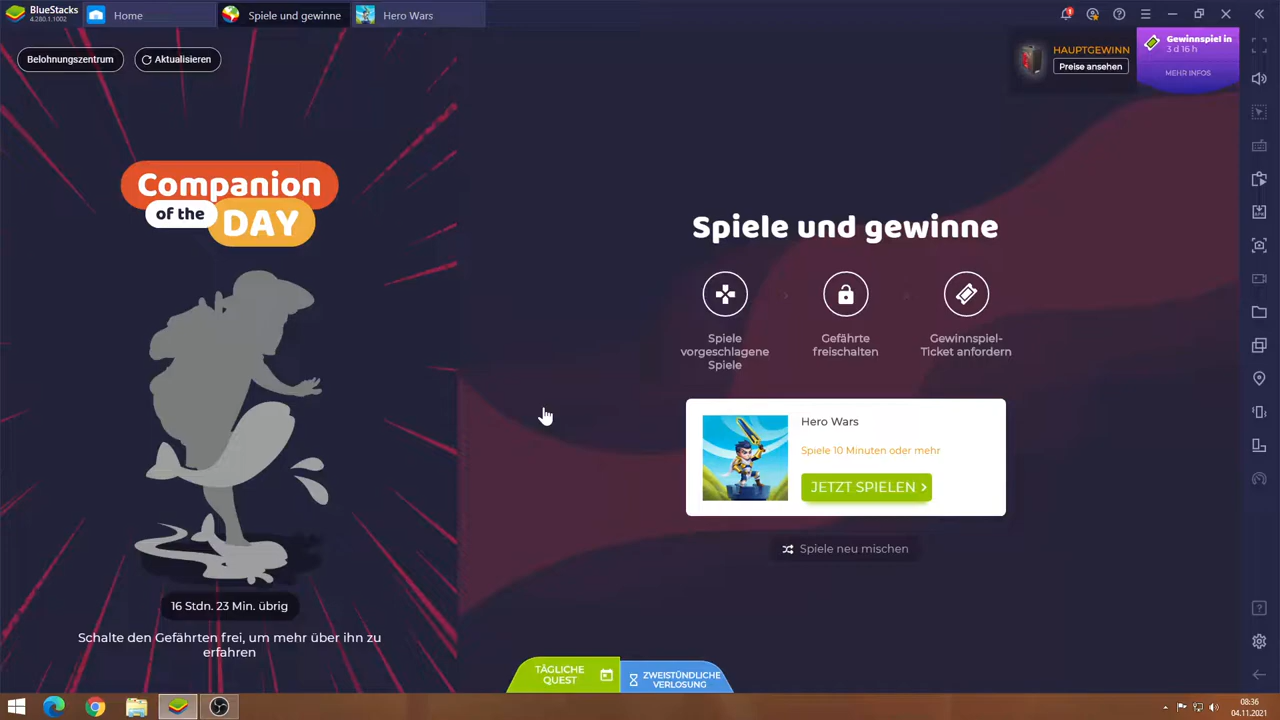 BlueStacks
4.280.1.1002
Home
Spiele und gewinne
Hero Wars
Belohnungszentrum
Aktualisieren
HAUPTGEWINN
Preise ansehen
Gewinnspiel in
3 d 16 h
MEHR INFOS
Companion
of the
DAY
16 Stdn. 23 Min. übrig
Schalte den Gefährten frei, um mehr über ihn zu
erfahren
Spiele und gewinne
Spiele
vorgeschlagene
Spiele
Gefährte
freischalten
Gewinnspiel-
Ticket anfordern
Hero Wars
Spiele 10 Minuten oder mehr
JETZT SPIELEN
Spiele neu mischen
TÄGLICHE
QUEST
ZWEISTÜNDLICHE
VERLOSUNG
08:36
04.11.2021